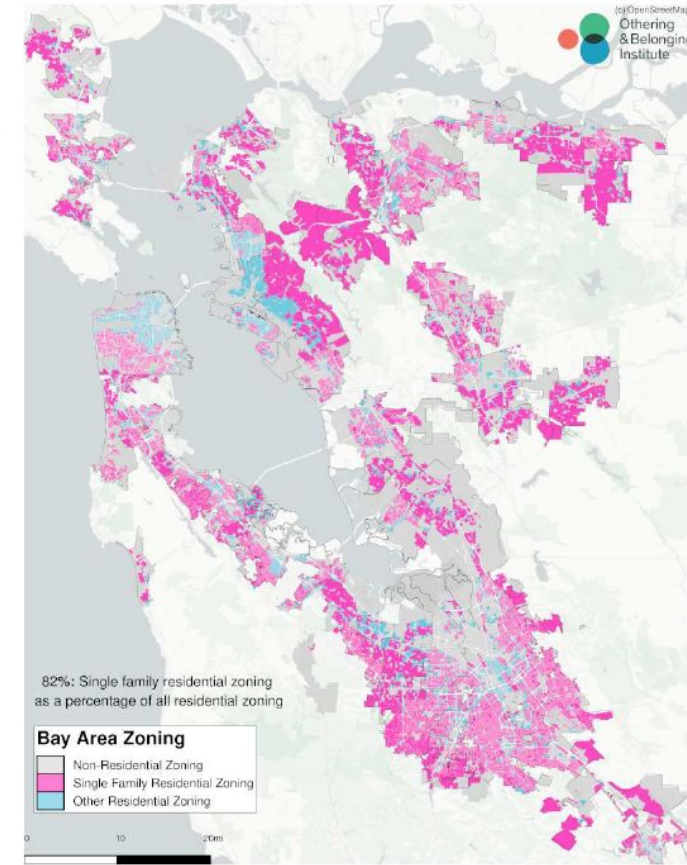 (c) OpenStreetMap
Othering
& Belonging
Institute
82%: Single family residential zoning
as a percentage of all residential zoning
Bay Area Zoning
Non-Residential Zoning
Single Family Residential Zoning
Other Residential Zoning
0 10 20mi